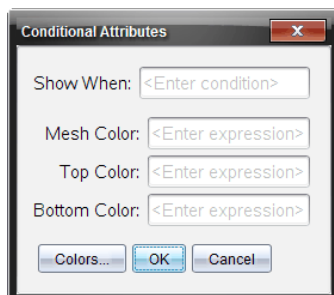 Conditional Attributes
Show When: <Enter condition>
Mesh Color: <Enter expression>
Top Color: <Enter expression>
Bottom Color: <Enter expression>
Colors... OK Cancel